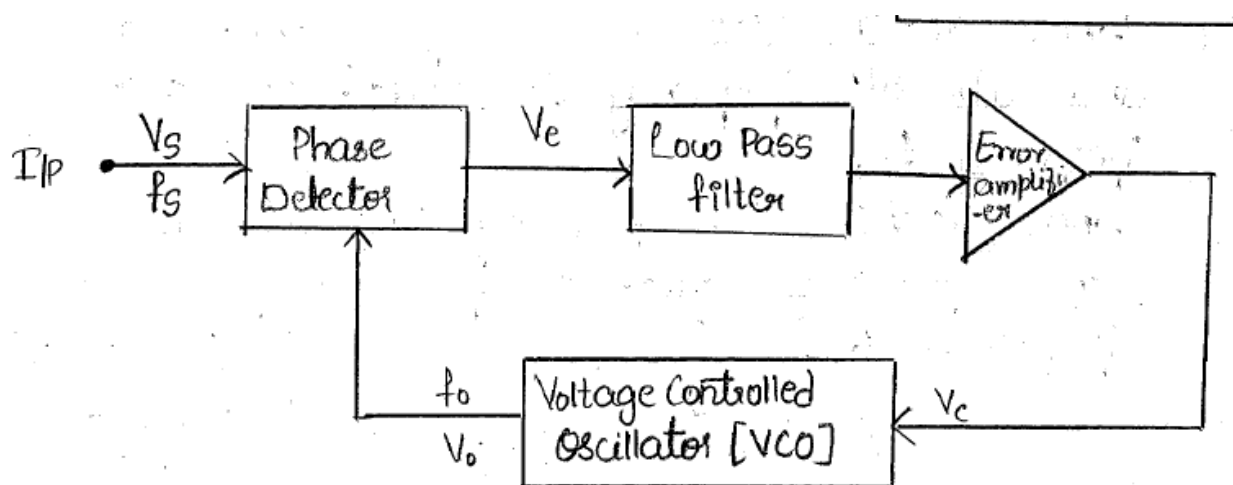 I/p
Vs
fs
Phase
Detector
Ve
Low Pass
filter
Error
amplifi
-er
fo
Vo
Voltage Controlled
Oscillator [VCO]
Vc